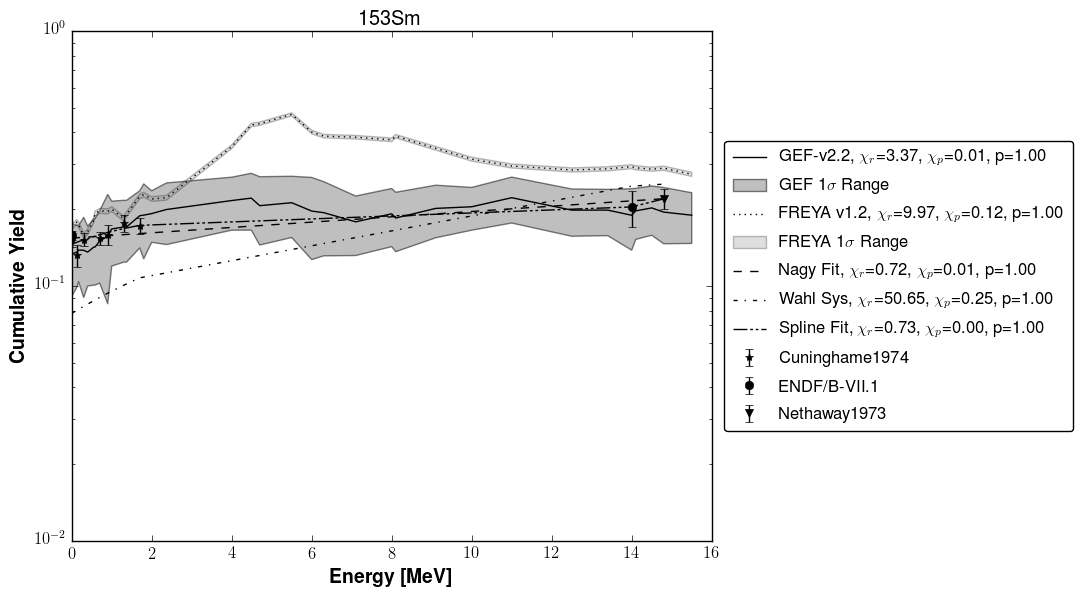 153Sm
10⁰
10⁻¹
10⁻²
Cumulative Yield
0 2 4 6 8 10 12 14 16
Energy [MeV]
GEF-v2.2, χᵣ=3.37, χₚ=0.01, p=1.00
GEF 1σ Range
FREYA v1.2, χᵣ=9.97, χₚ=0.12, p=1.00
FREYA 1σ Range
Nagy Fit, χᵣ=0.72, χₚ=0.01, p=1.00
Wahl Sys, χᵣ=50.65, χₚ=0.25, p=1.00
Spline Fit, χᵣ=0.73, χₚ=0.00, p=1.00
Cuninghame1974
ENDF/B-VII.1
Nethaway1973